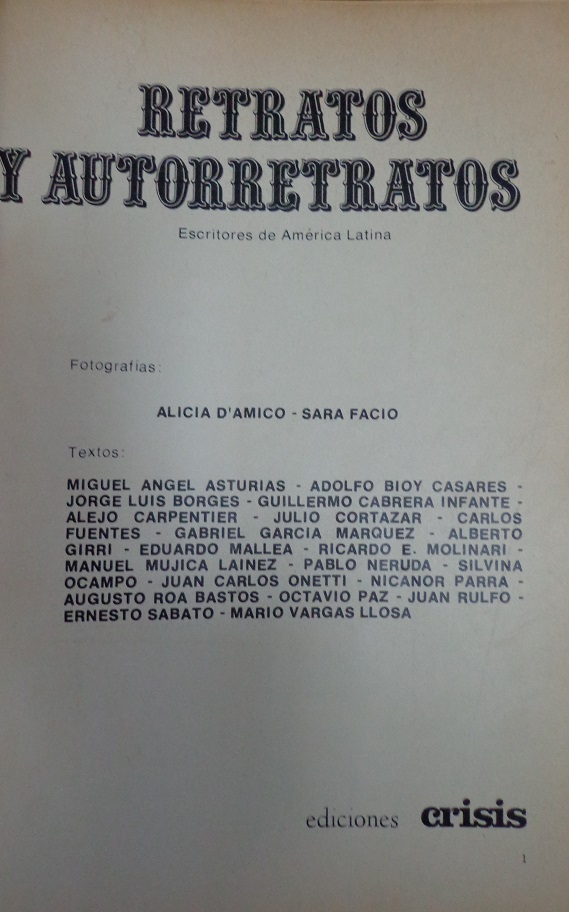 RETRATOS
Y AUTORRETRATOS
Escritores de América Latina
Fotografías:
ALICIA D'AMICO - SARA FACIO
Textos:
MIGUEL ANGEL ASTURIAS - ADOLFO BIOY CASARES -
JORGE LUIS BORGES - GUILLERMO CABRERA INFANTE -
ALEJO CARPENTIER - JULIO CORTAZAR - CARLOS
FUENTES - GABRIEL GARCIA MARQUEZ - ALBERTO
GIRRI - EDUARDO MALLEA - RICARDO E. MOLINARI -
MANUEL MUJICA LAINEZ - PABLO NERUDA - SILVINA
OCAMPO - JUAN CARLOS ONETTI - NICANOR PARRA -
AUGUSTO ROA BASTOS - OCTAVIO PAZ - JUAN RULFO -
ERNESTO SABATO - MARIO VARGAS LLOSA
ediciones crisis
1